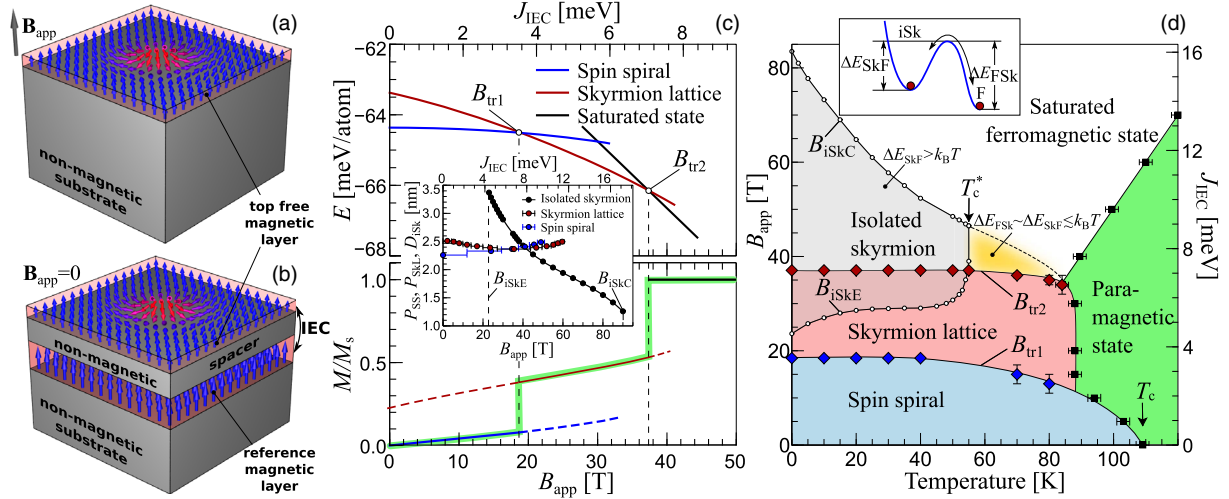 (a)
B_app
non-magnetic
substrate
top free
magnetic
layer
(b)
B_app=0
IEC
non-magnetic
spacer
non-magnetic
substrate
reference
magnetic
layer
J_IEC [meV]
0 2 4 6 8
(c)
−62
−64
−66
−68
E [meV/atom]
Spin spiral
Skyrmion lattice
Saturated state
B_tr1
B_tr2
J_IEC [meV]
0 4 8 12 16
3.5
3.0
2.5
2.0
1.5
1.0
P_SS, P_SkL, D_iSk [nm]
Isolated skyrmion
Skyrmion lattice
Spin spiral
B_iSkE
B_iSkC
0 20 40 60 80
B_app [T]
1.0
0.5
0.0
M/M_s
0 10 20 30 40 50
B_app [T]
(d)
iSk
ΔE_SkF
ΔE_FSk
F
Saturated
ferromagnetic state
B_iSkC
ΔE_SkF>k_BT
T_c^*
ΔE_FSk~ΔE_SkF≲k_BT
Isolated
skyrmion
B_iSkE
B_tr2
Para-
magnetic
state
Skyrmion lattice
B_tr1
Spin spiral
T_c
80
60
40
20
0
B_app [T]
16
12
8
4
0
J_IEC [meV]
0 20 40 60 80 100
Temperature [K]